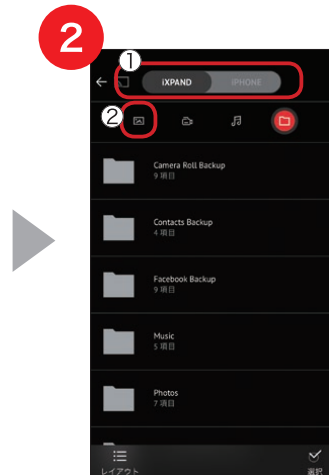 2
①
iXPAND IPHONE
②
Camera Roll Backup
9 項目
Contacts Backup
4 項目
Facebook Backup
9 項目
Music
5 項目
Photos
7 項目
レイアウト 選択